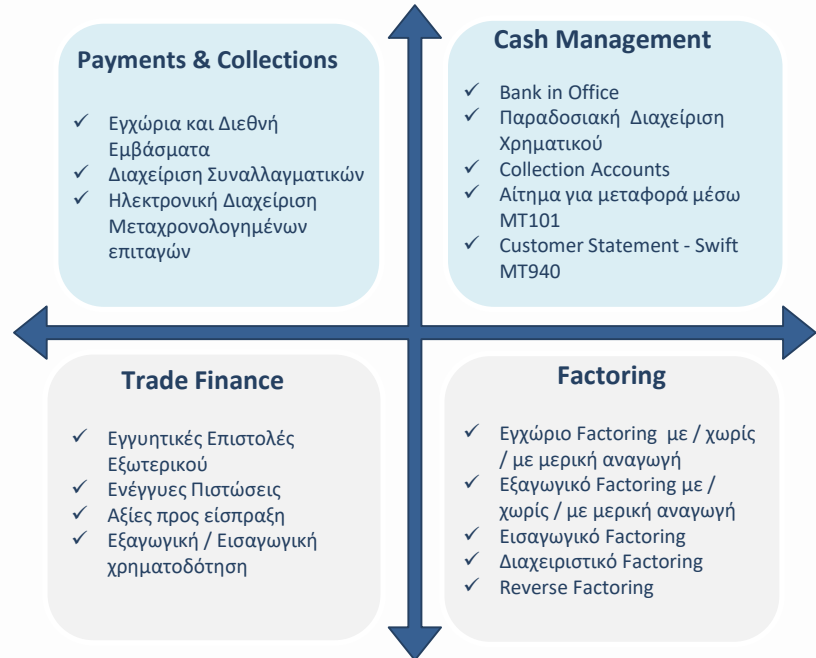 Payments & Collections
✓ Εγχώρια και Διεθνή
Εμβάσματα
✓ Διαχείριση Συναλλαγματικών
✓ Ηλεκτρονική Διαχείριση
Μεταχρονολογημένων
επιταγών
Cash Management
✓ Bank in Office
✓ Παραδοσιακή Διαχείριση
Χρηματικού
✓ Collection Accounts
✓ Αίτημα για μεταφορά μέσω
MT101
✓ Customer Statement - Swift
MT940
Trade Finance
✓ Εγγυητικές Επιστολές
Εξωτερικού
✓ Ενέγγυες Πιστώσεις
✓ Αξίες προς είσπραξη
✓ Εξαγωγική / Εισαγωγική
χρηματοδότηση
Factoring
✓ Εγχώριο Factoring με / χωρίς
/ με μερική αναγωγή
✓ Εξαγωγικό Factoring με /
χωρίς / με μερική αναγωγή
✓ Εισαγωγικό Factoring
✓ Διαχειριστικό Factoring
✓ Reverse Factoring